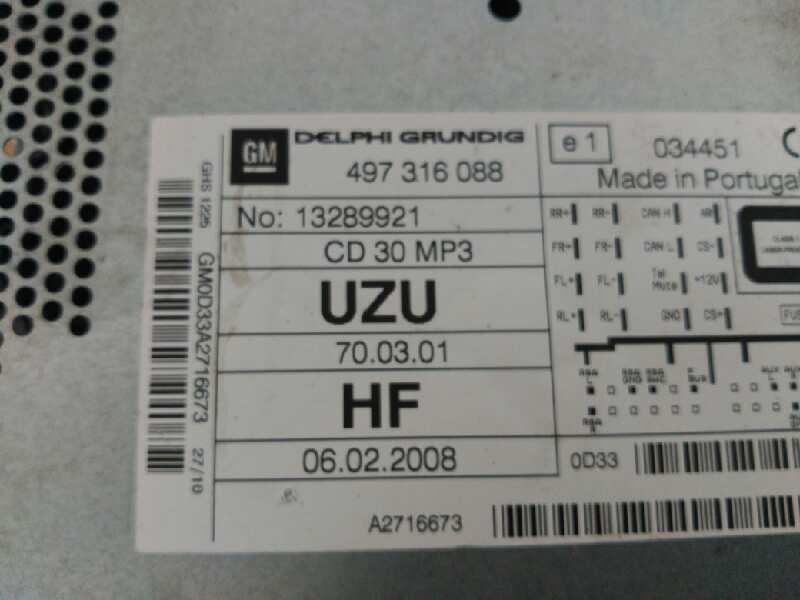 GM DELPHI GRUNDIG
497 316 088
e 1
034451
Made in Portugal
No: 13289921
CD 30 MP3
UZU
70.03.01
HF
06.02.2008
A2716673
GM0D33A2716673
27/10
RR+ RR- CAN H
FR+ FR- CAN L CS-
FL+ FL- Tel Mute +12V
RL+ RL- GND CS+
0D33